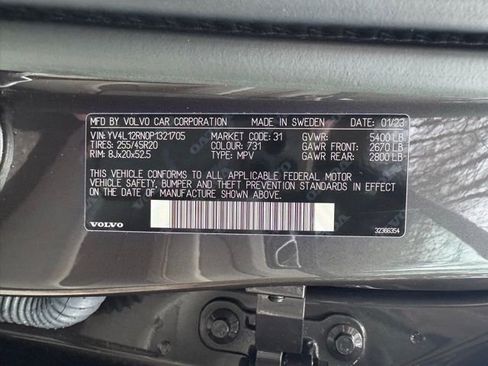 MFD BY VOLVO CAR CORPORATION MADE IN SWEDEN DATE: 01/23
VIN: YV4L12RN0P1321705 MARKET CODE: 31 GVWR: 5400 LB
TIRES: 255/45R20 COLOUR: 731 GAWR FRONT: 2670 LB
RIM: 8Jx20x52.5 TYPE: MPV GAWR REAR: 2800 LB
THIS VEHICLE CONFORMS TO ALL APPLICABLE FEDERAL MOTOR
VEHICLE SAFETY, BUMPER AND THEFT PREVENTION STANDARDS IN EFFECT
ON THE DATE OF MANUFACTURE SHOWN ABOVE.
VOLVO 32366354